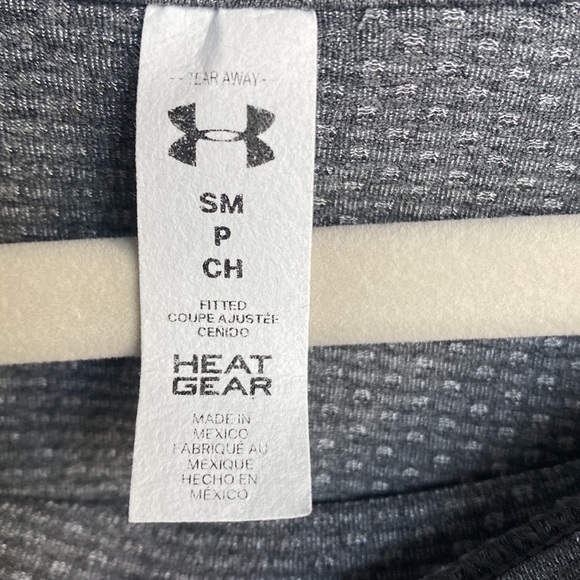 - - TEAR AWAY - -
SM
P
CH
FITTED
COUPE AJUSTÉE
CEÑIDO
HEAT
GEAR
MADE IN
MEXICO
FABRIQUÉ AU
MEXIQUE
HECHO EN
MÉXICO